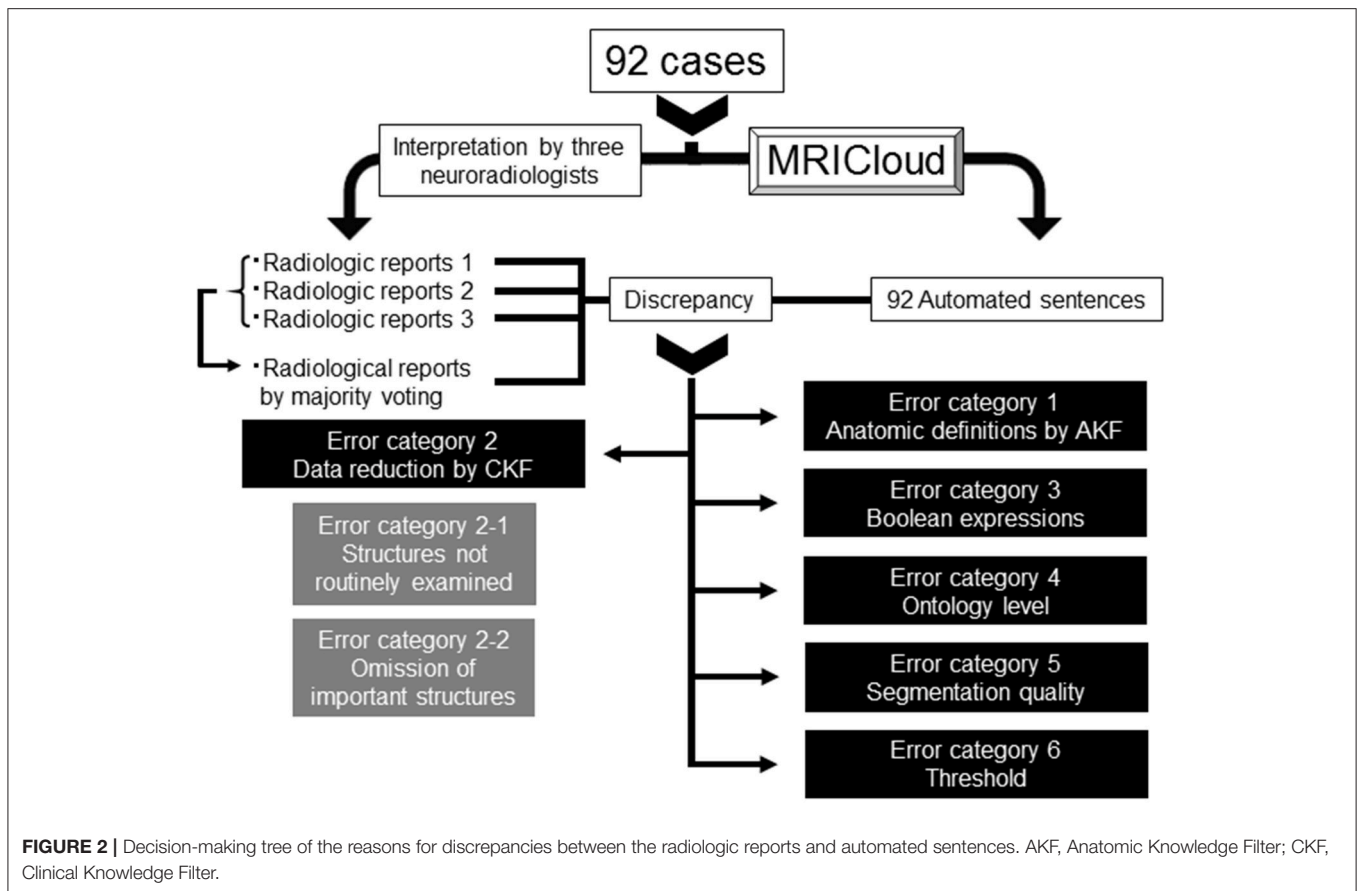 92 cases
Interpretation by three
neuroradiologists
MRICloud
·Radiologic reports 1
·Radiologic reports 2
·Radiologic reports 3
·Radiological reports
by majority voting
Discrepancy
92 Automated sentences
Error category 2
Data reduction by CKF
Error category 2-1
Structures not
routinely examined
Error category 2-2
Omission of
important structures
Error category 1
Anatomic definitions by AKF
Error category 3
Boolean expressions
Error category 4
Ontology level
Error category 5
Segmentation quality
Error category 6
Threshold
FIGURE 2 | Decision-making tree of the reasons for discrepancies between the radiologic reports and automated sentences. AKF, Anatomic Knowledge Filter; CKF,
Clinical Knowledge Filter.